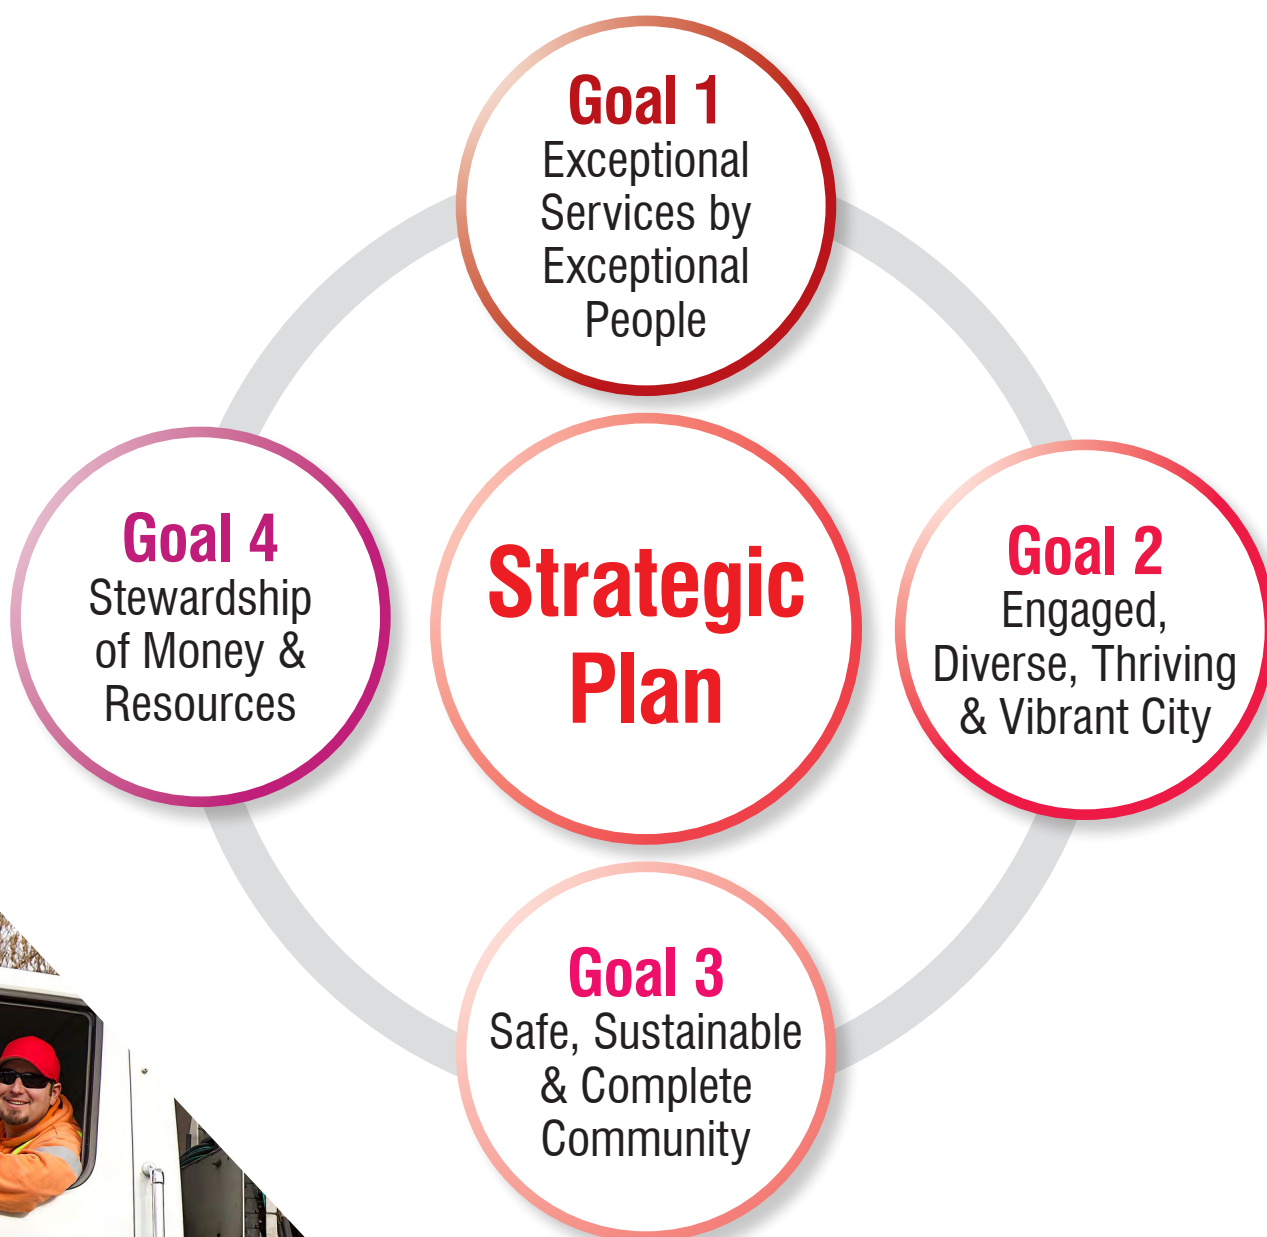 Goal 1
Exceptional
Services by
Exceptional
People
Goal 4
Stewardship
of Money &
Resources
Strategic
Plan
Goal 2
Engaged,
Diverse, Thriving
& Vibrant City
Goal 3
Safe, Sustainable
& Complete
Community